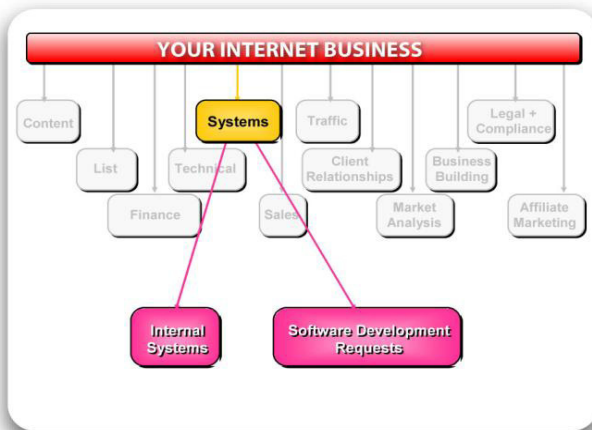 YOUR INTERNET BUSINESS
Content
Systems
Traffic
Legal +
Compliance
List
Technical
Client
Relationships
Business
Building
Finance
Sales
Market
Analysis
Affiliate
Marketing
Internal
Systems
Software Development
Requests